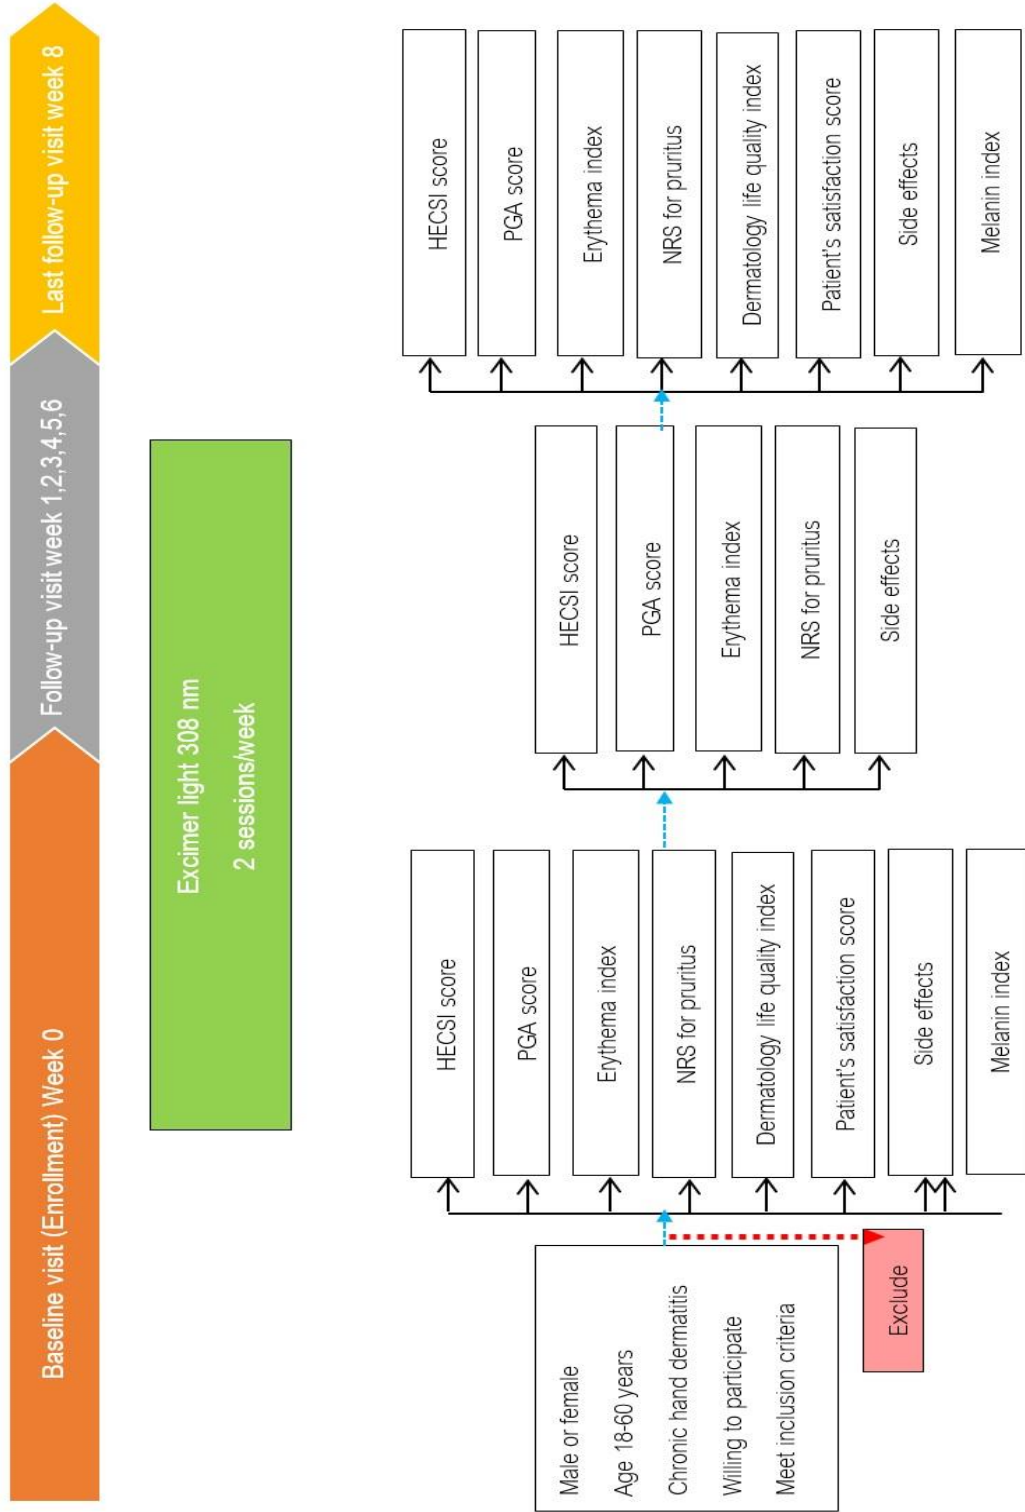 Baseline visit (Enrollment) Week 0
Follow-up visit week 1,2,3,4,5,6
Last follow-up visit week 8
Excimer light 308 nm
2 sessions/week
Male or female
Age 18-60 years
Chronic hand dermatitis
Willing to participate
Meet inclusion criteria
Exclude
HECSI score
PGA score
Erythema index
NRS for pruritus
Dermatology life quality index
Patient's satisfaction score
Side effects
Melanin index
HECSI score
PGA score
Erythema index
NRS for pruritus
Side effects
HECSI score
PGA score
Erythema index
NRS for pruritus
Dermatology life quality index
Patient's satisfaction score
Side effects
Melanin index